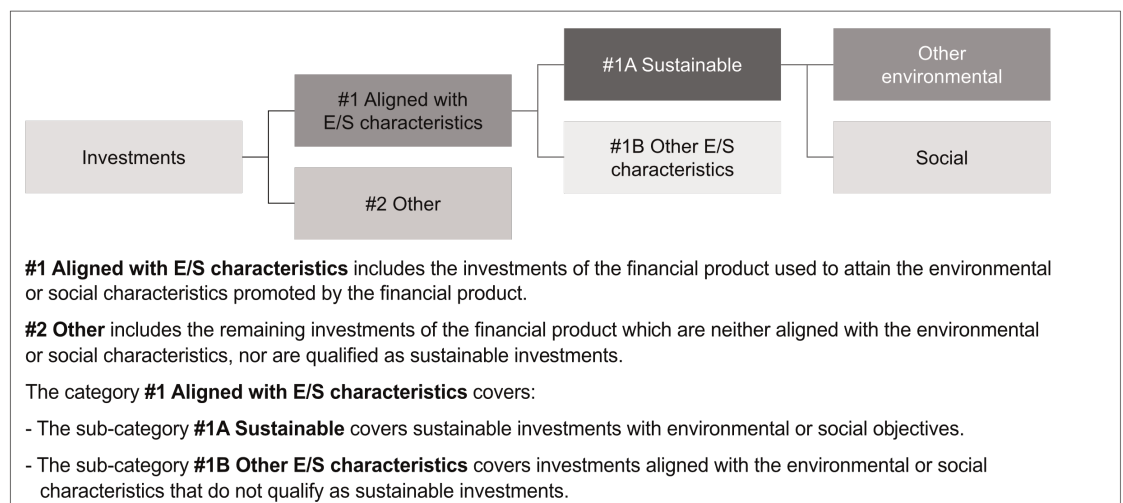 #1A Sustainable
Other
environmental
#1 Aligned with
E/S characteristics
Investments
#1B Other E/S
characteristics
Social
#2 Other
#1 Aligned with E/S characteristics includes the investments of the financial product used to attain the environmental
or social characteristics promoted by the financial product.
#2 Other includes the remaining investments of the financial product which are neither aligned with the environmental
or social characteristics, nor are qualified as sustainable investments.
The category #1 Aligned with E/S characteristics covers:
- The sub-category #1A Sustainable covers sustainable investments with environmental or social objectives.
- The sub-category #1B Other E/S characteristics covers investments aligned with the environmental or social
characteristics that do not qualify as sustainable investments.